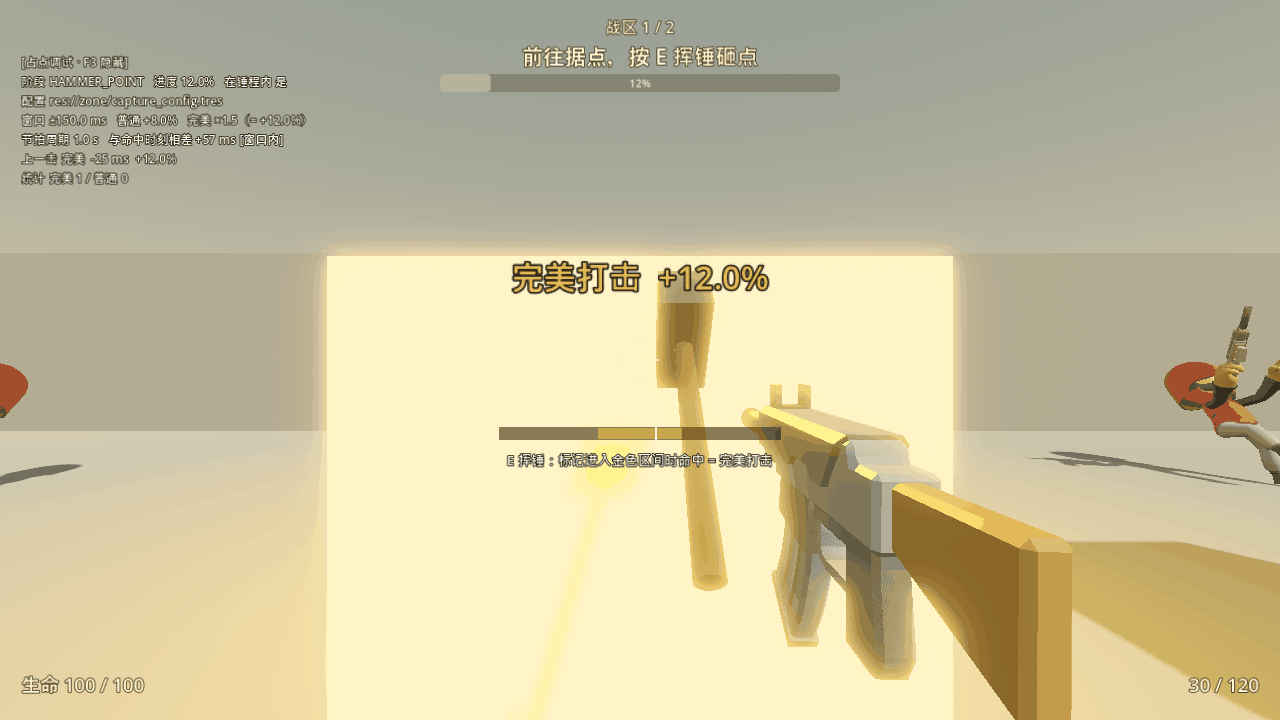 战区 1 / 2
前往据点，按 E 挥锤砸点
12%
[占点调试 · F3 隐藏]
阶段 HAMMER_POINT 进度 12.0% 在锤程内 是
配置 res://zone/capture_config.tres
窗口 ±150.0 ms 普通 +8.0% 完美 ×1.5 (= +12.0%)
节拍周期 1.0 s 与命中时刻相差 +57 ms [窗口内]
上一击 完美 -25 ms +12.0%
统计 完美 1 / 普通 0
完美打击 +12.0%
E 挥锤：标记进入金色区间时命中 = 完美打击
生命 100 / 100
30 / 120